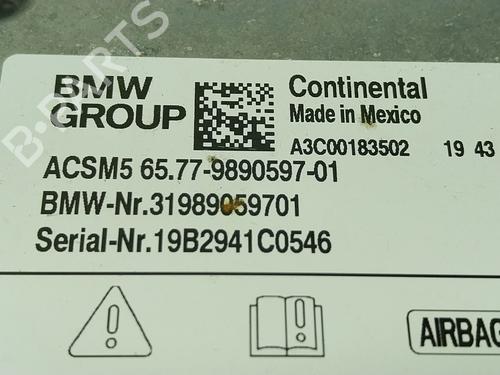 BMW GROUP
Continental
Made in Mexico
A3C00183502 19 43
ACSM5 65.77-9890597-01
BMW-Nr.31989059701
Serial-Nr.19B2941C0546
AIRBAG
B-PARTS